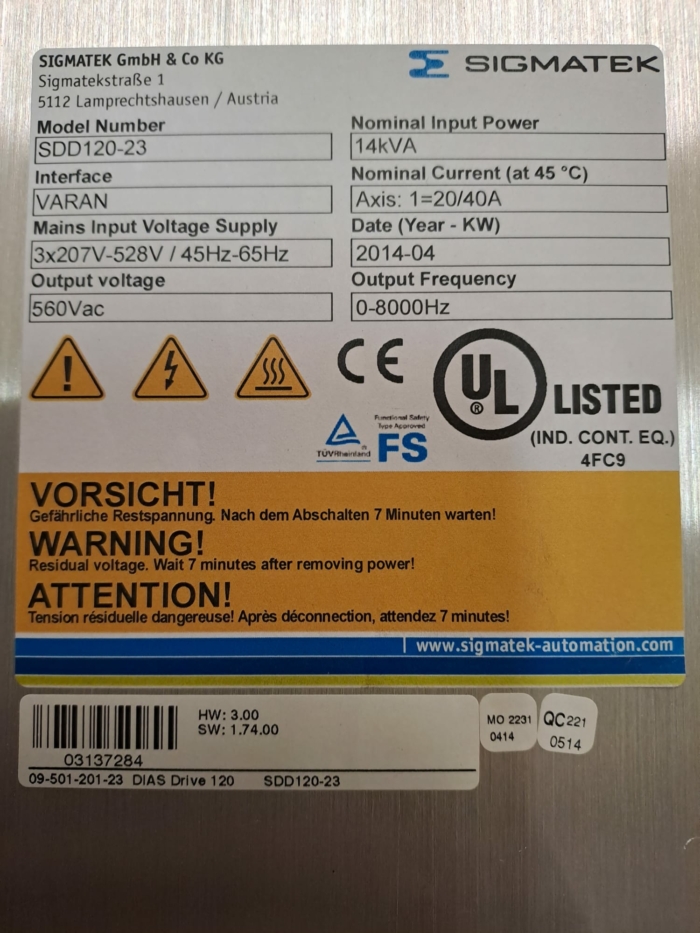 SIGMATEK GmbH & Co KG
Sigmatekstraße 1
5112 Lamprechtshausen / Austria
SIGMATEK
Model Number
SDD120-23
Nominal Input Power
14kVA
Interface
VARAN
Nominal Current (at 45 °C)
Axis: 1=20/40A
Mains Input Voltage Supply
3x207V-528V / 45Hz-65Hz
Date (Year - KW)
2014-04
Output voltage
560Vac
Output Frequency
0-8000Hz
CE
UL
®
LISTED
(IND. CONT. EQ.)
4FC9
®
TÜVRheinland
Functional Safety
Type Approved
FS
VORSICHT!
Gefährliche Restspannung. Nach dem Abschalten 7 Minuten warten!
WARNING!
Residual voltage. Wait 7 minutes after removing power!
ATTENTION!
Tension résiduelle dangereuse! Après déconnection, attendez 7 minutes!
www.sigmatek-automation.com
HW: 3.00
SW: 1.74.00
03137284
09-501-201-23 DIAS Drive 120 SDD120-23
MO 2231
0414
QC221
0514